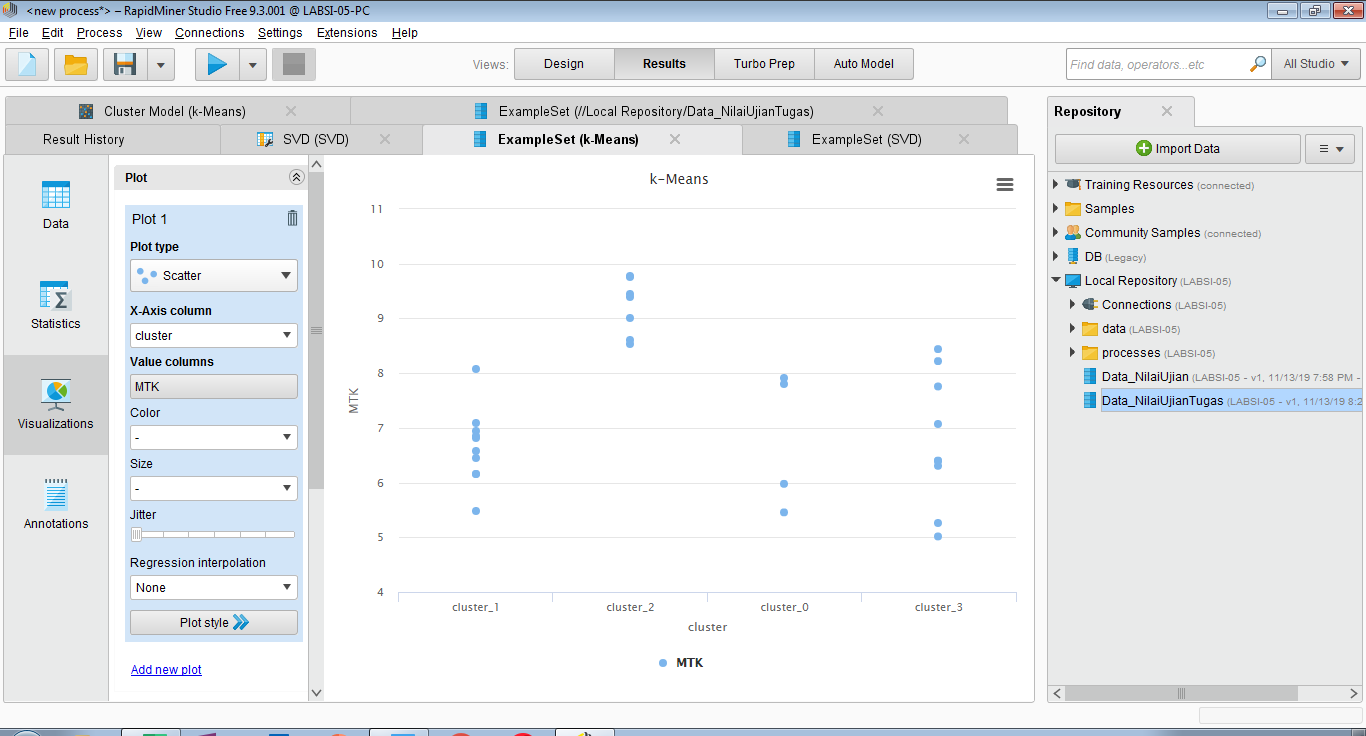 <new process*> – RapidMiner Studio Free 9.3.001 @ LABSI-05-PC
File Edit Process View Connections Settings Extensions Help
Views: Design Results Turbo Prep Auto Model
Find data, operators...etc All Studio
Cluster Model (k-Means) ExampleSet (//Local Repository/Data_NilaiUjianTugas)
Result History SVD (SVD) ExampleSet (k-Means) ExampleSet (SVD)
Data
Statistics
Visualizations
Annotations
Plot
Plot 1
Plot type
Scatter
X-Axis column
cluster
Value columns
MTK
Color
-
Size
-
Jitter
Regression interpolation
None
Plot style
Add new plot
k-Means
11
10
9
8
7
6
5
4
MTK
cluster_1 cluster_2 cluster_0 cluster_3
cluster
MTK
Repository
Import Data
Training Resources (connected)
Samples
Community Samples (connected)
DB (Legacy)
Local Repository (LABSI-05)
Connections (LABSI-05)
data (LABSI-05)
processes (LABSI-05)
Data_NilaiUjian (LABSI-05 - v1, 11/13/19 7:58 PM -
Data_NilaiUjianTugas (LABSI-05 - v1, 11/13/19 8:2